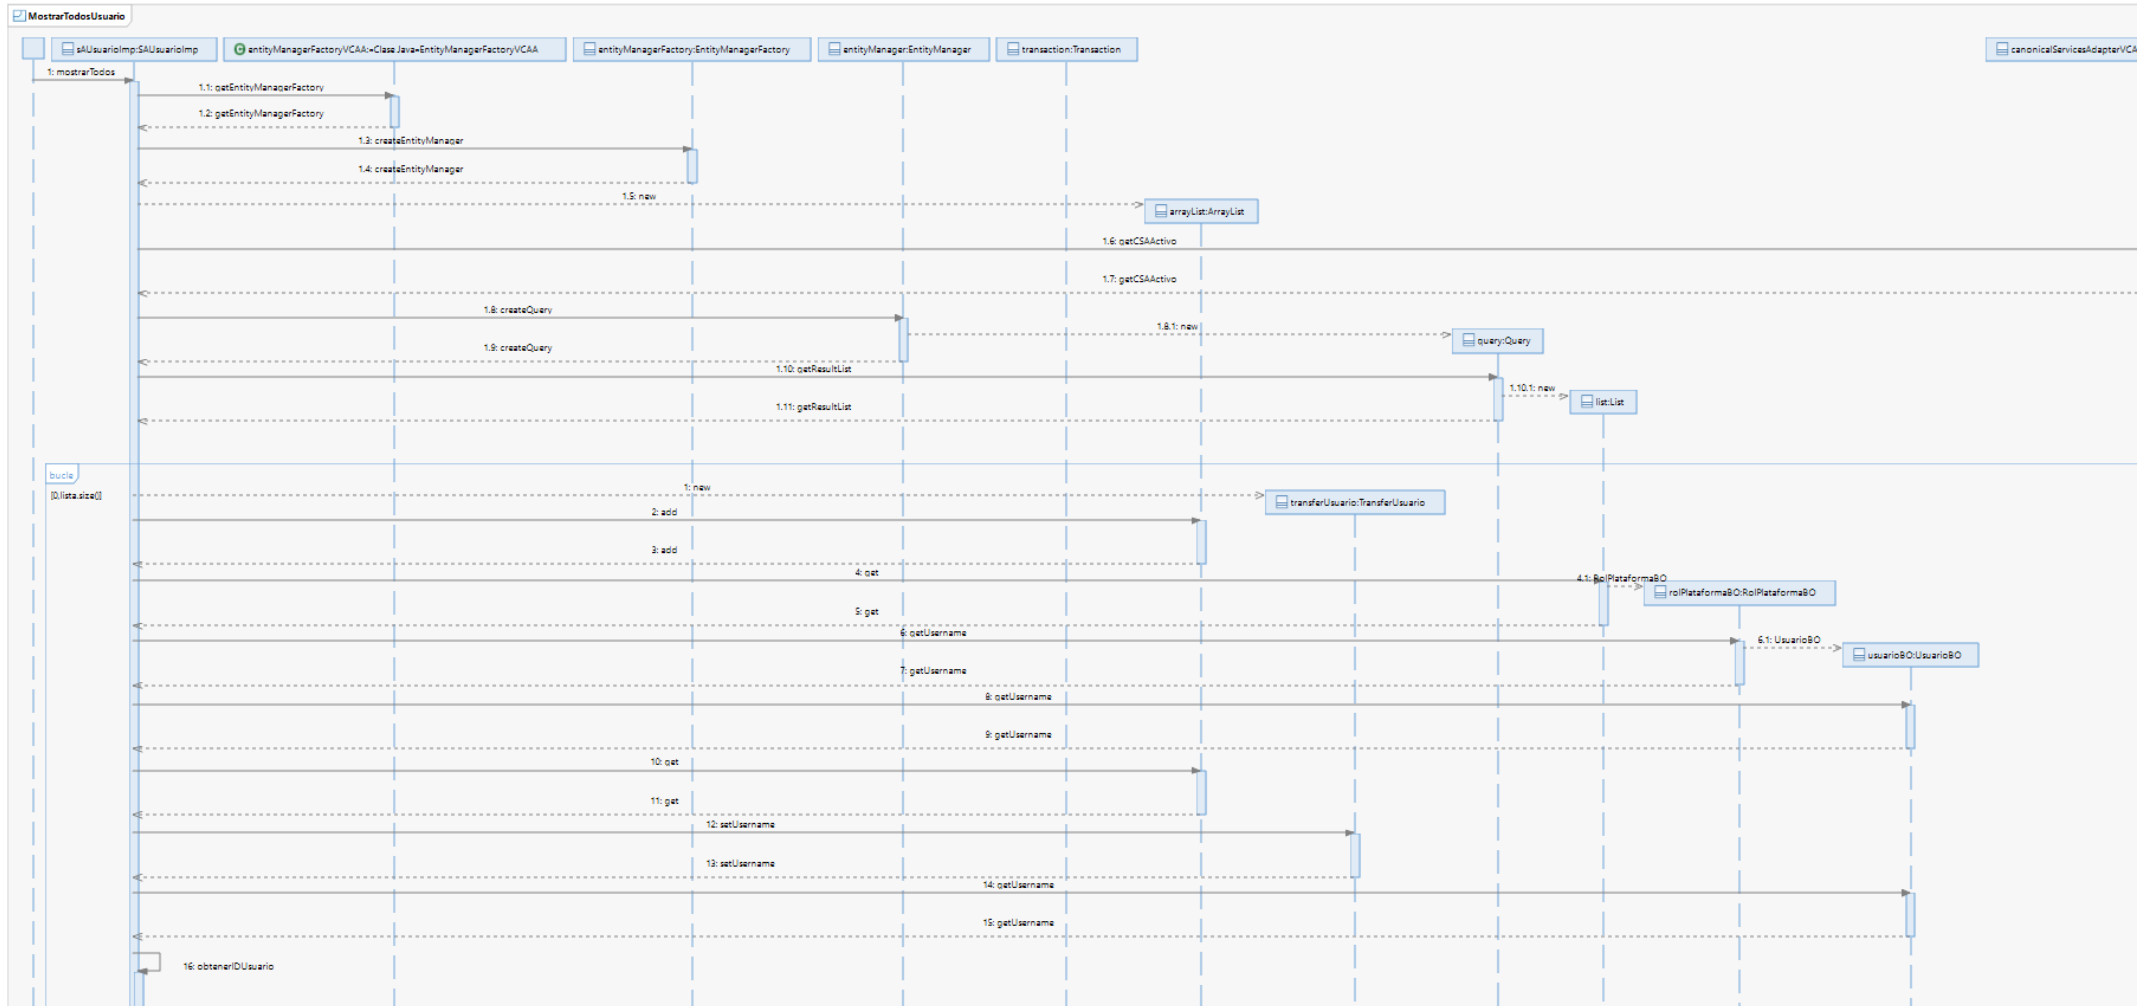 MostrarTodosUsuario
sAUsuarioImp:SAUsuarioImp
entityManagerFactoryVCAA:=Clase Java=EntityManagerFactoryVCAA
entityManagerFactory:EntityManagerFactory
entityManager:EntityManager
transaction:Transaction
canonicalServicesAdapterVCA
1: mostrarTodos
1.1: getEntityManagerFactory
1.2: getEntityManagerFactory
1.3: createEntityManager
1.4: createEntityManager
1.5: new
arrayList:ArrayList
1.6: getCSAActivo
1.7: getCSAActivo
1.8: createQuery
1.8.1: new
query:Query
1.9: createQuery
1.10: getResultList
1.10.1: new
list:List
1.11: getResultList
bucle
[0,lista.size()]
1: new
transferUsuario:TransferUsuario
2: add
3: add
4: get
4.1: RolPlataformaBO
rolPlataformaBO:RolPlataformaBO
5: get
6: getUsername
6.1: UsuarioBO
usuarioBO:UsuarioBO
7: getUsername
8: getUsername
9: getUsername
10: get
11: get
12: setUsername
13: setUsername
14: getUsername
15: getUsername
16: obtenerIDUsuario